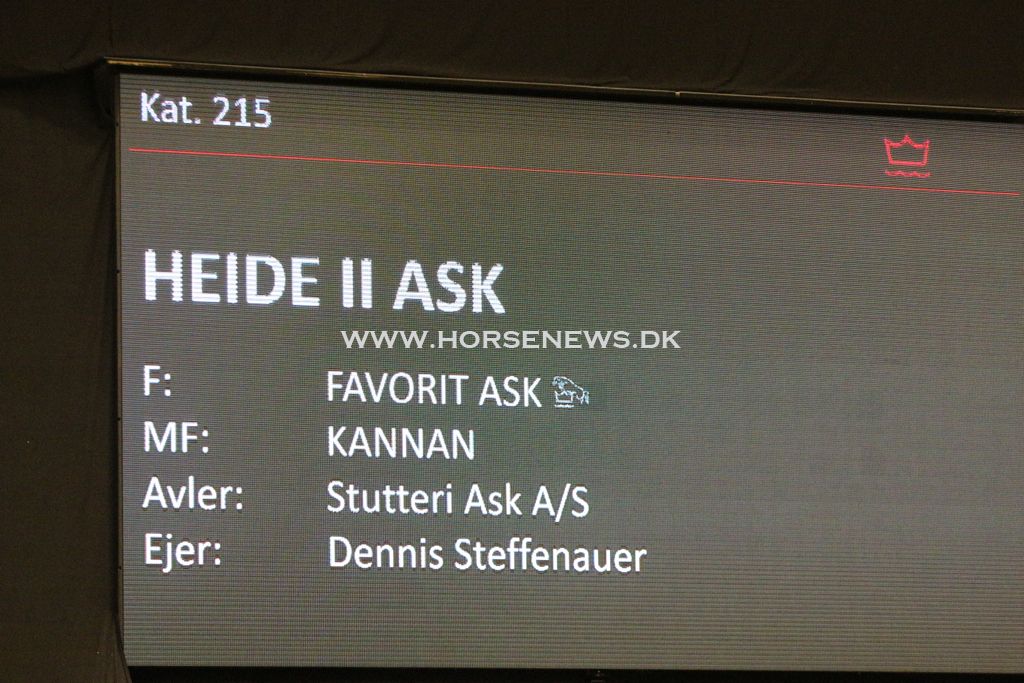 Kat. 215
HEIDE II ASK
WWW.HORSENEWS.DK
F: FAVORIT ASK
MF: KANNAN
Avler: Stutteri Ask A/S
Ejer: Dennis Steffenauer